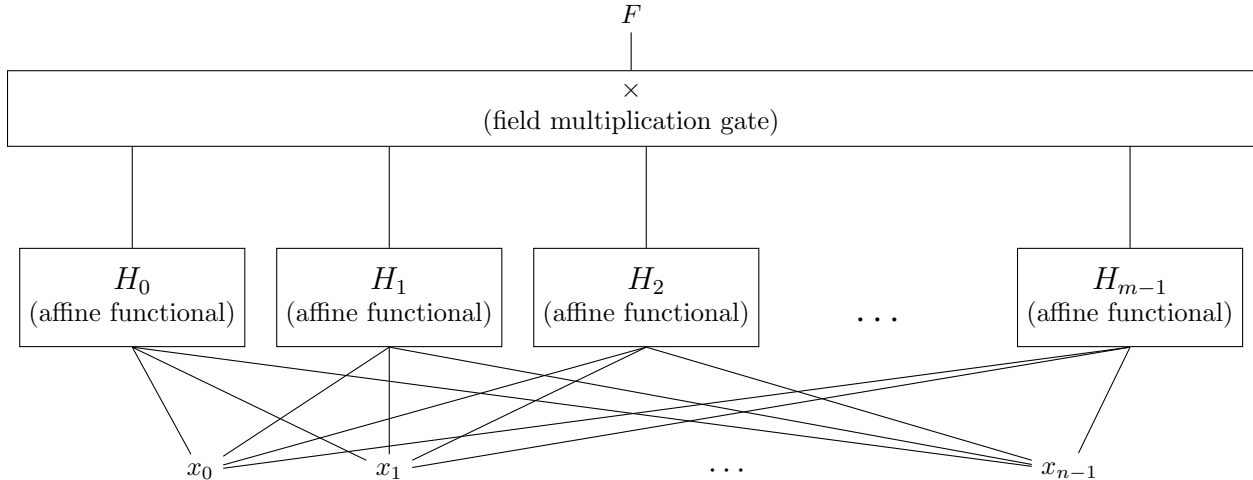 F
×
(field multiplication gate)
H₀ H₁ H₂ Hₘ₋₁
(affine functional) (affine functional) (affine functional) . . . (affine functional)
x₀ x₁ . . . xₙ₋₁